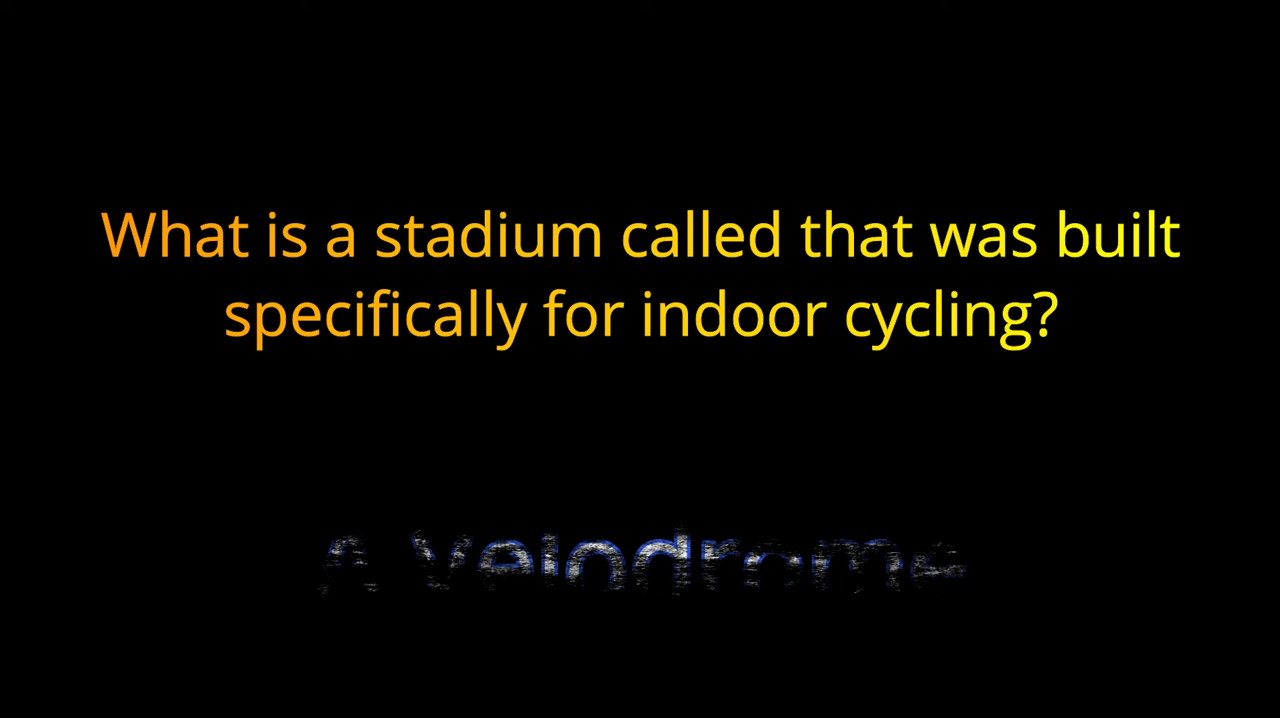 What is a stadium called that was built
specifically for indoor cycling?
A Velodrome